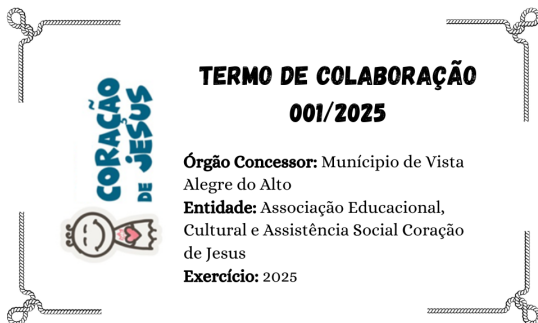 CORAÇÃO
DE JESUS
TERMO DE COLABORAÇÃO
001/2025
Órgão Concessor: Munícipio de Vista
Alegre do Alto
Entidade: Associação Educacional,
Cultural e Assistência Social Coração
de Jesus
Exercício: 2025